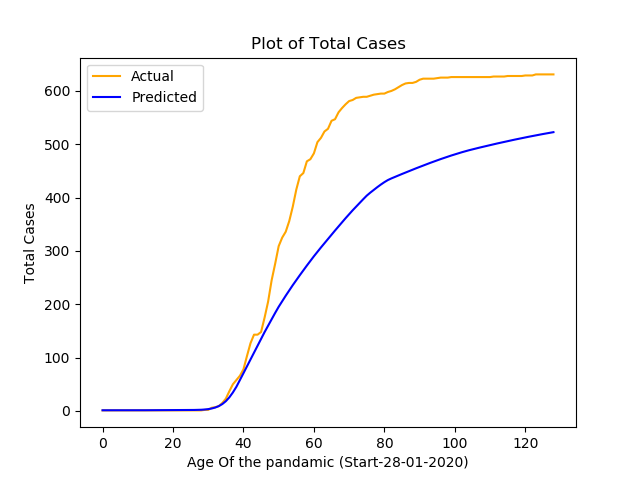 Plot of Total Cases
Actual
Predicted
600
500
400
300
200
100
0
Total Cases
0 20 40 60 80 100 120
Age Of the pandamic (Start-28-01-2020)